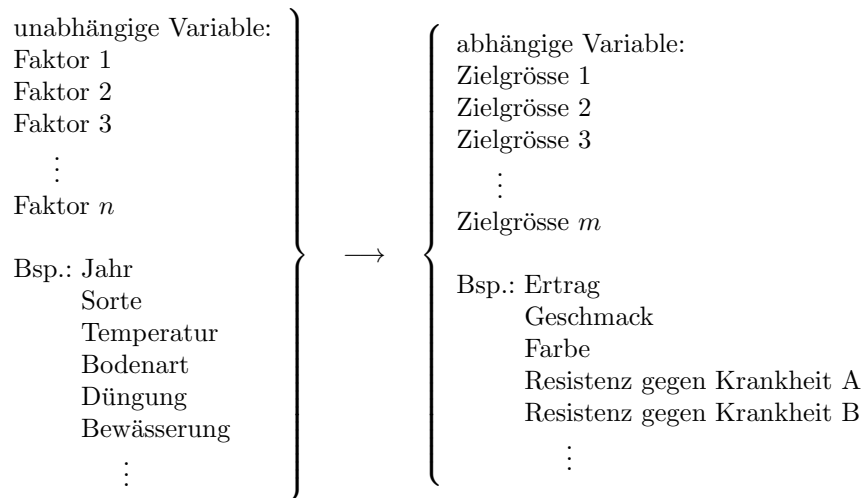 unabhängige Variable:
Faktor 1
Faktor 2
Faktor 3
⋮
Faktor n
Bsp.: Jahr
Sorte
Temperatur
Bodenart
Düngung
Bewässerung
⋮
⟶
abhängige Variable:
Zielgrösse 1
Zielgrösse 2
Zielgrösse 3
⋮
Zielgrösse m
Bsp.: Ertrag
Geschmack
Farbe
Resistenz gegen Krankheit A
Resistenz gegen Krankheit B
⋮